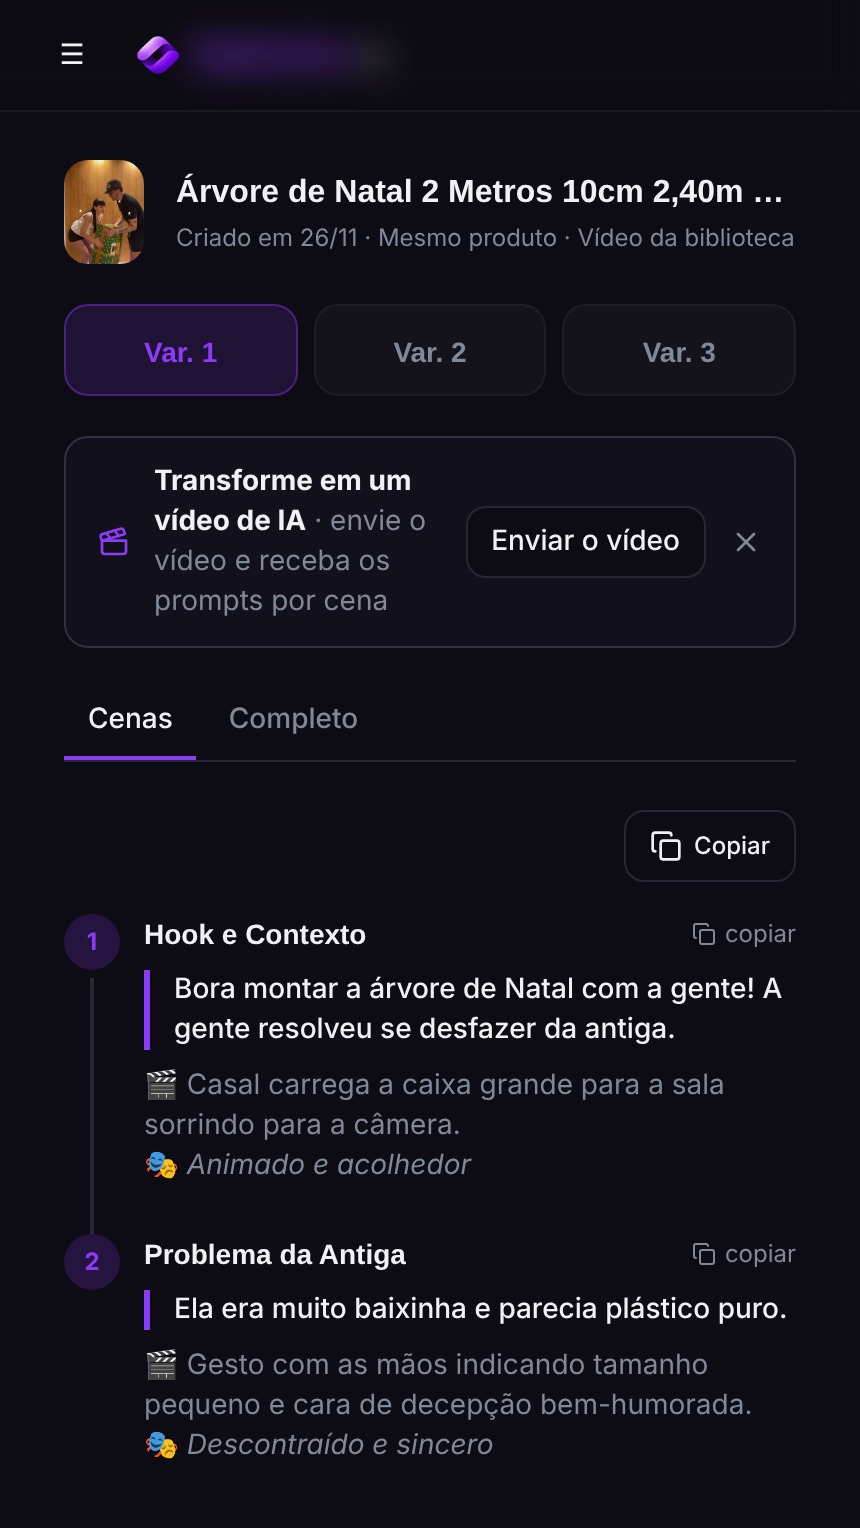 Árvore de Natal 2 Metros 10cm 2,40m ...
Criado em 26/11 · Mesmo produto · Vídeo da biblioteca
Var. 1
Var. 2
Var. 3
Transforme em um
vídeo de IA · envie o
vídeo e receba os
prompts por cena
Enviar o vídeo
Cenas
Completo
Copiar
1
Hook e Contexto
copiar
Bora montar a árvore de Natal com a gente! A
gente resolveu se desfazer da antiga.
🎬 Casal carrega a caixa grande para a sala
sorrindo para a câmera.
🎭 Animado e acolhedor
2
Problema da Antiga
copiar
Ela era muito baixinha e parecia plástico puro.
🎬 Gesto com as mãos indicando tamanho
pequeno e cara de decepção bem-humorada.
🎭 Descontraído e sincero